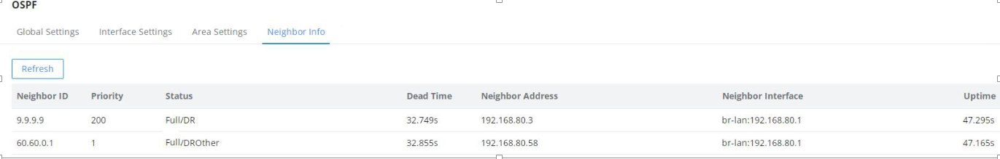 OSPF
Global Settings Interface Settings Area Settings Neighbor Info
Refresh
Neighbor ID Priority Status Dead Time Neighbor Address Neighbor Interface Uptime
9.9.9.9 200 Full/DR 32.749s 192.168.80.3 br-lan:192.168.80.1 47.295s
60.60.0.1 1 Full/DROther 32.855s 192.168.80.58 br-lan:192.168.80.1 47.165s